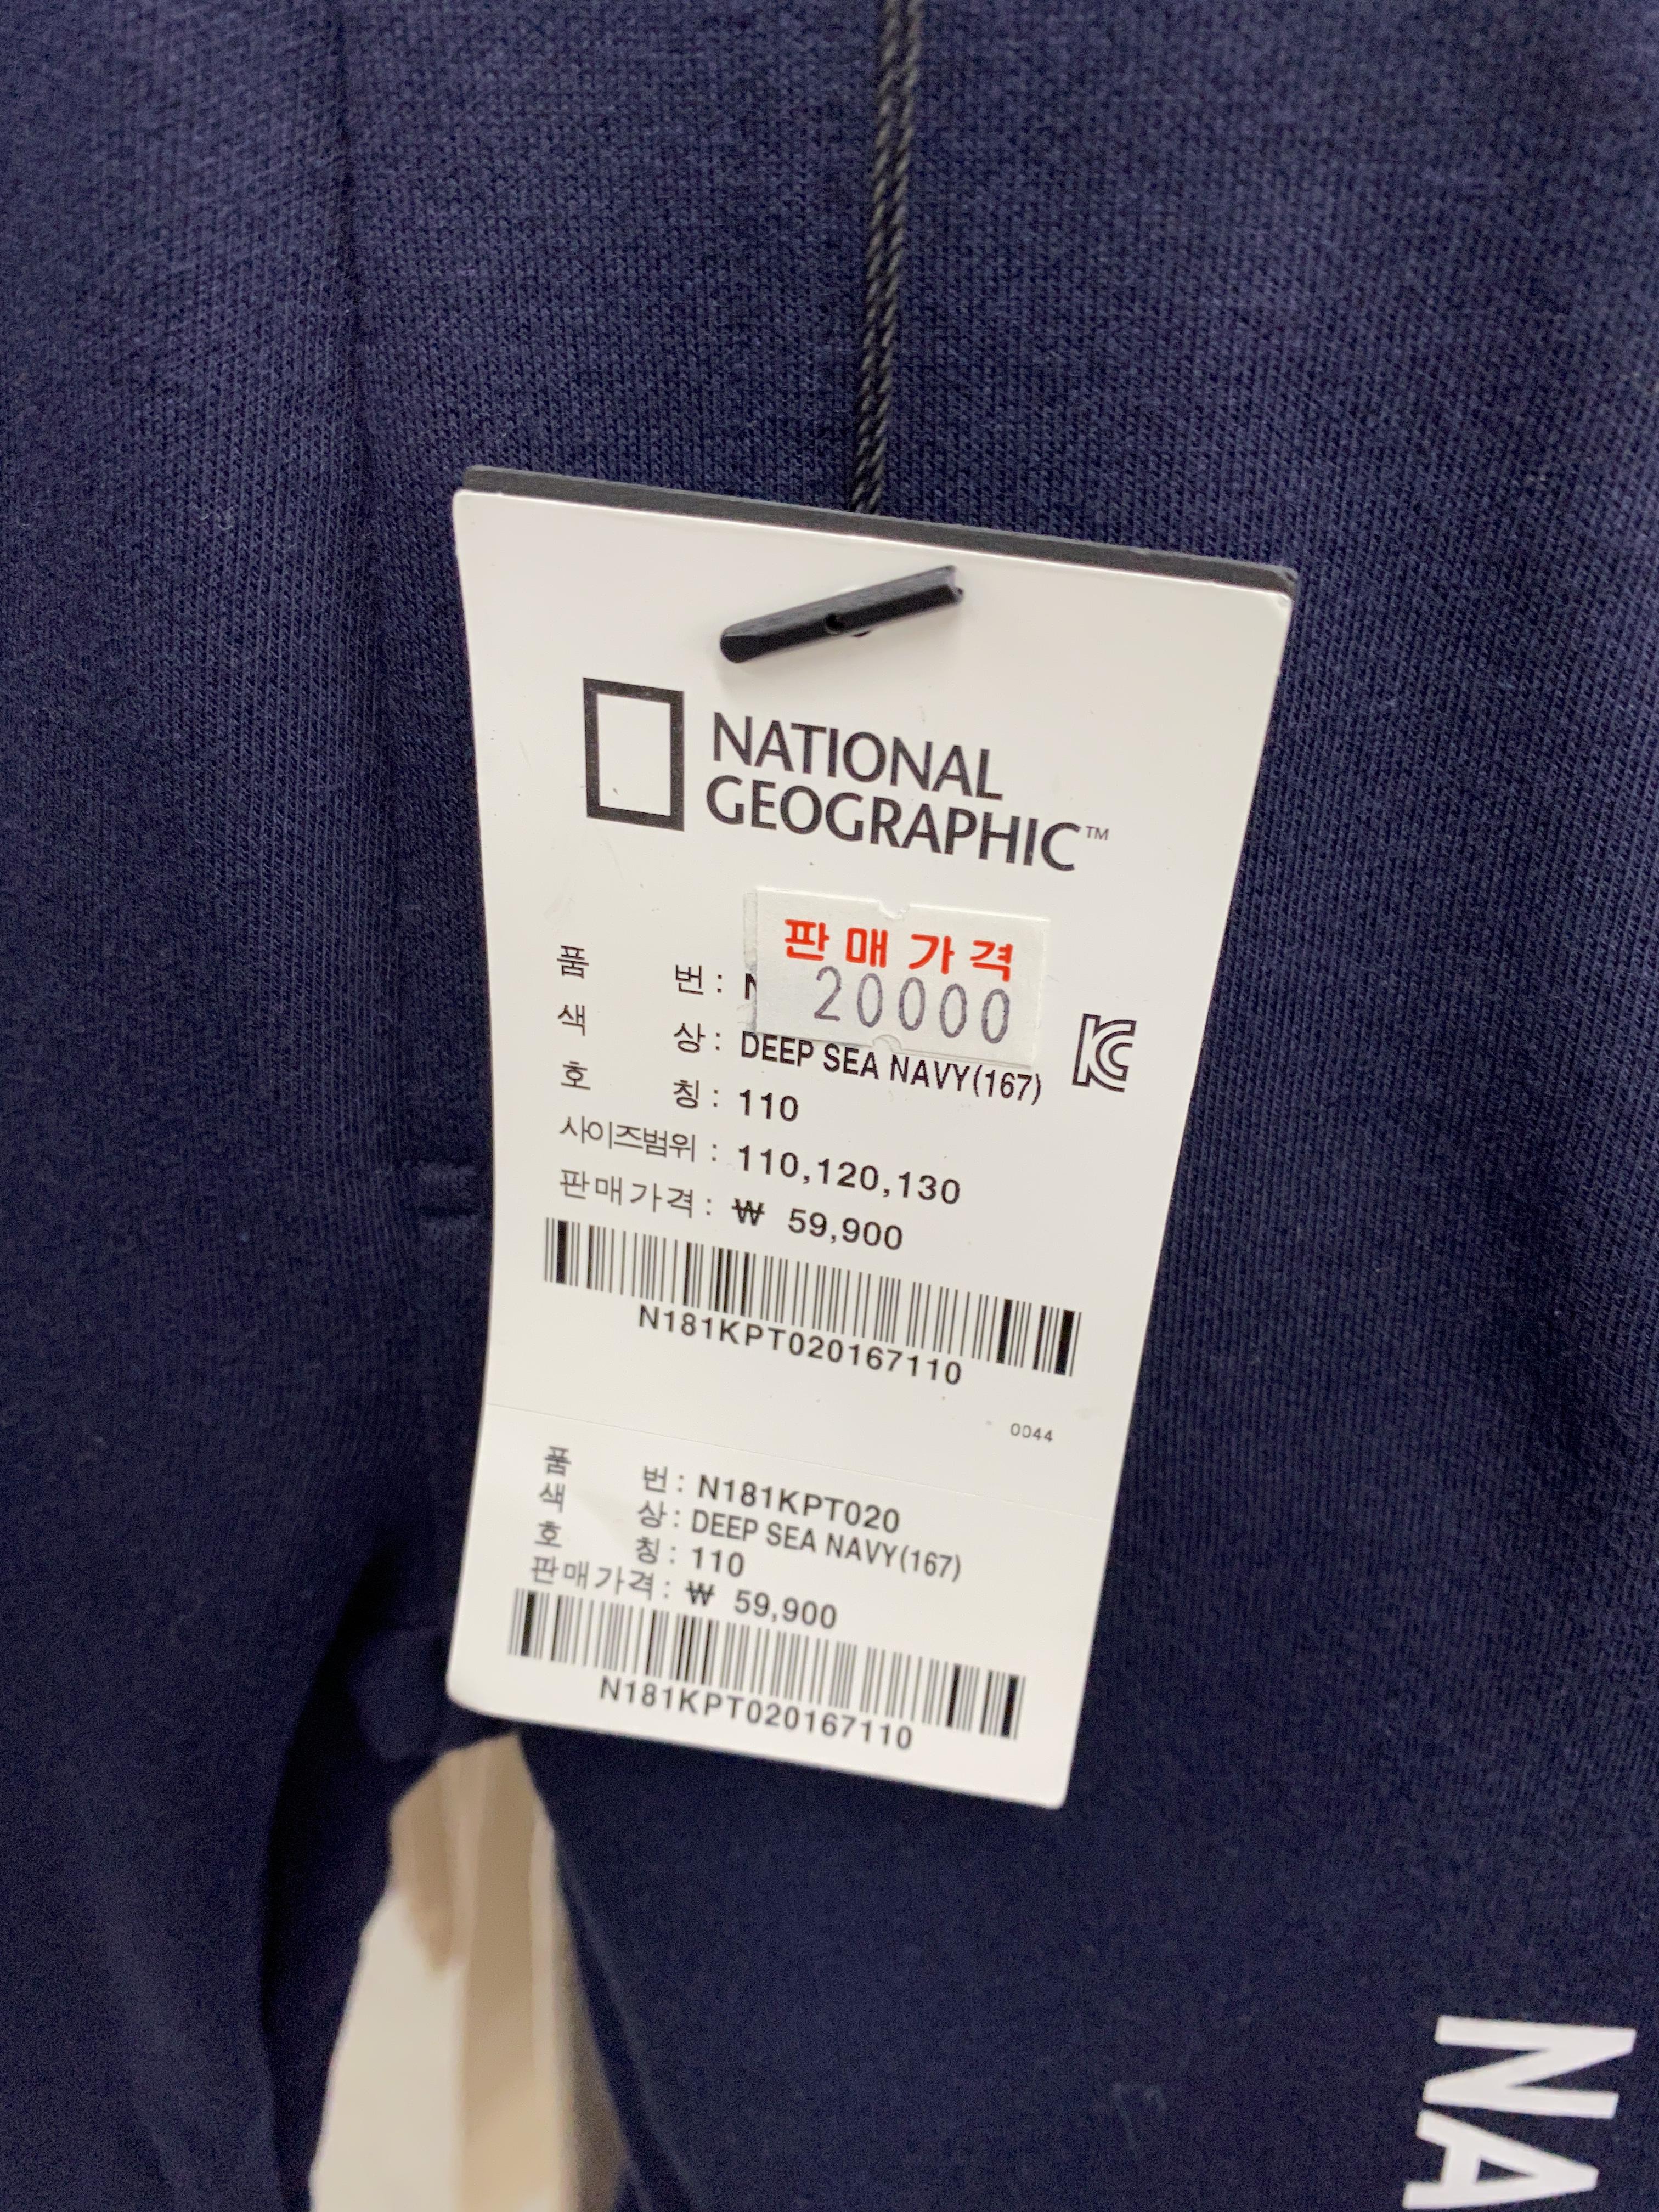 NATIONAL
GEOGRAPHIC™
판매가격
20000
품 번 : N
색 상 : DEEP SEA NAVY(167)
호 칭 : 110
사이즈범위 : 110,120,130
판매가격 : ₩ 59,900
N181KPT020167110
0044
품 번 : N181KPT020
색 상 : DEEP SEA NAVY(167)
호 칭 : 110
판매가격 : ₩ 59,900
N181KPT020167110
NA